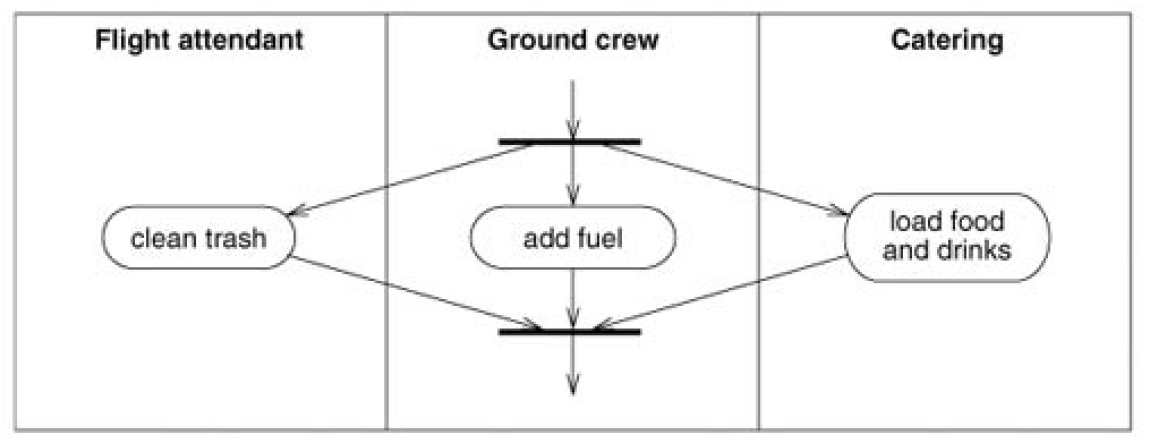 Flight attendant
Ground crew
Catering
clean trash
add fuel
load food
and drinks